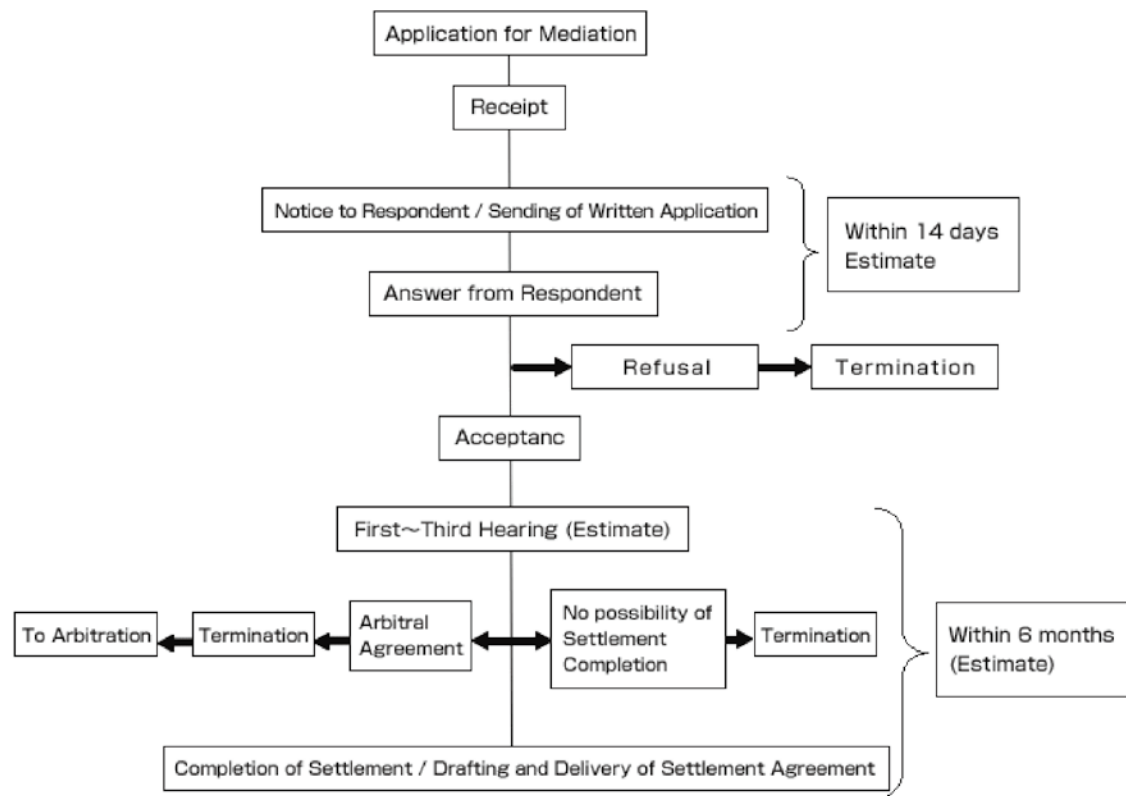 Application for Mediation
Receipt
Notice to Respondent / Sending of Written Application
Within 14 days
Estimate
Answer from Respondent
Refusal
Termination
Acceptanc
First～Third Hearing (Estimate)
To Arbitration
Termination
Arbitral
Agreement
No possibility of
Settlement
Completion
Termination
Within 6 months
(Estimate)
Completion of Settlement / Drafting and Delivery of Settlement Agreement